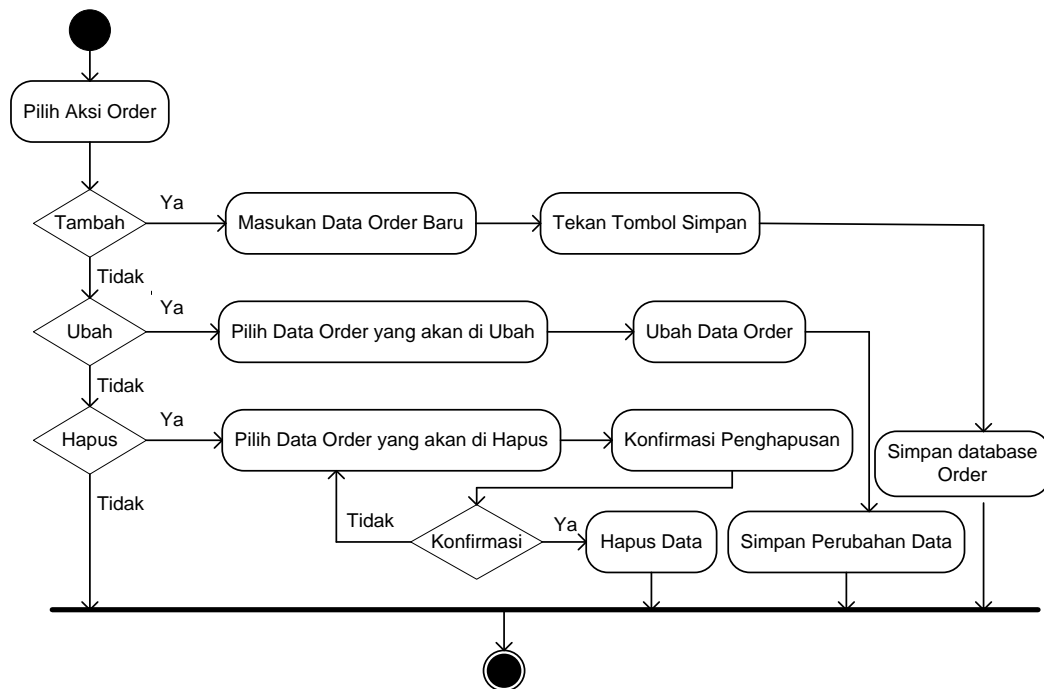 Pilih Aksi Order
Ya
Tambah
Masukan Data Order Baru
Tekan Tombol Simpan
Tidak
Ya
Ubah
Pilih Data Order yang akan di Ubah
Ubah Data Order
Tidak
Ya
Hapus
Pilih Data Order yang akan di Hapus
Konfirmasi Penghapusan
Simpan database
Order
Tidak
Tidak
Konfirmasi
Ya
Hapus Data
Simpan Perubahan Data